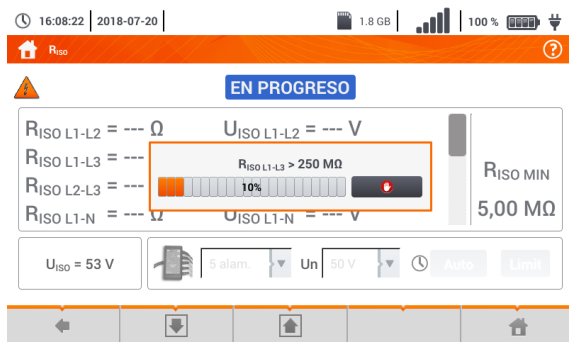 16:08:22 2018-07-20 1.8 GB 100 %
RISO
EN PROGRESO
RISO L1-L2 = --- Ω UISO L1-L2 = --- V
RISO L1-L3 = ---
RISO L2-L3 = ---
RISO L1-N = --- Ω UISO L1-N = --- V
RISO L1-L3 > 250 MΩ
10%
RISO MIN
5,00 MΩ
UISO = 53 V
5 alam. Un 50 V Auto Limit